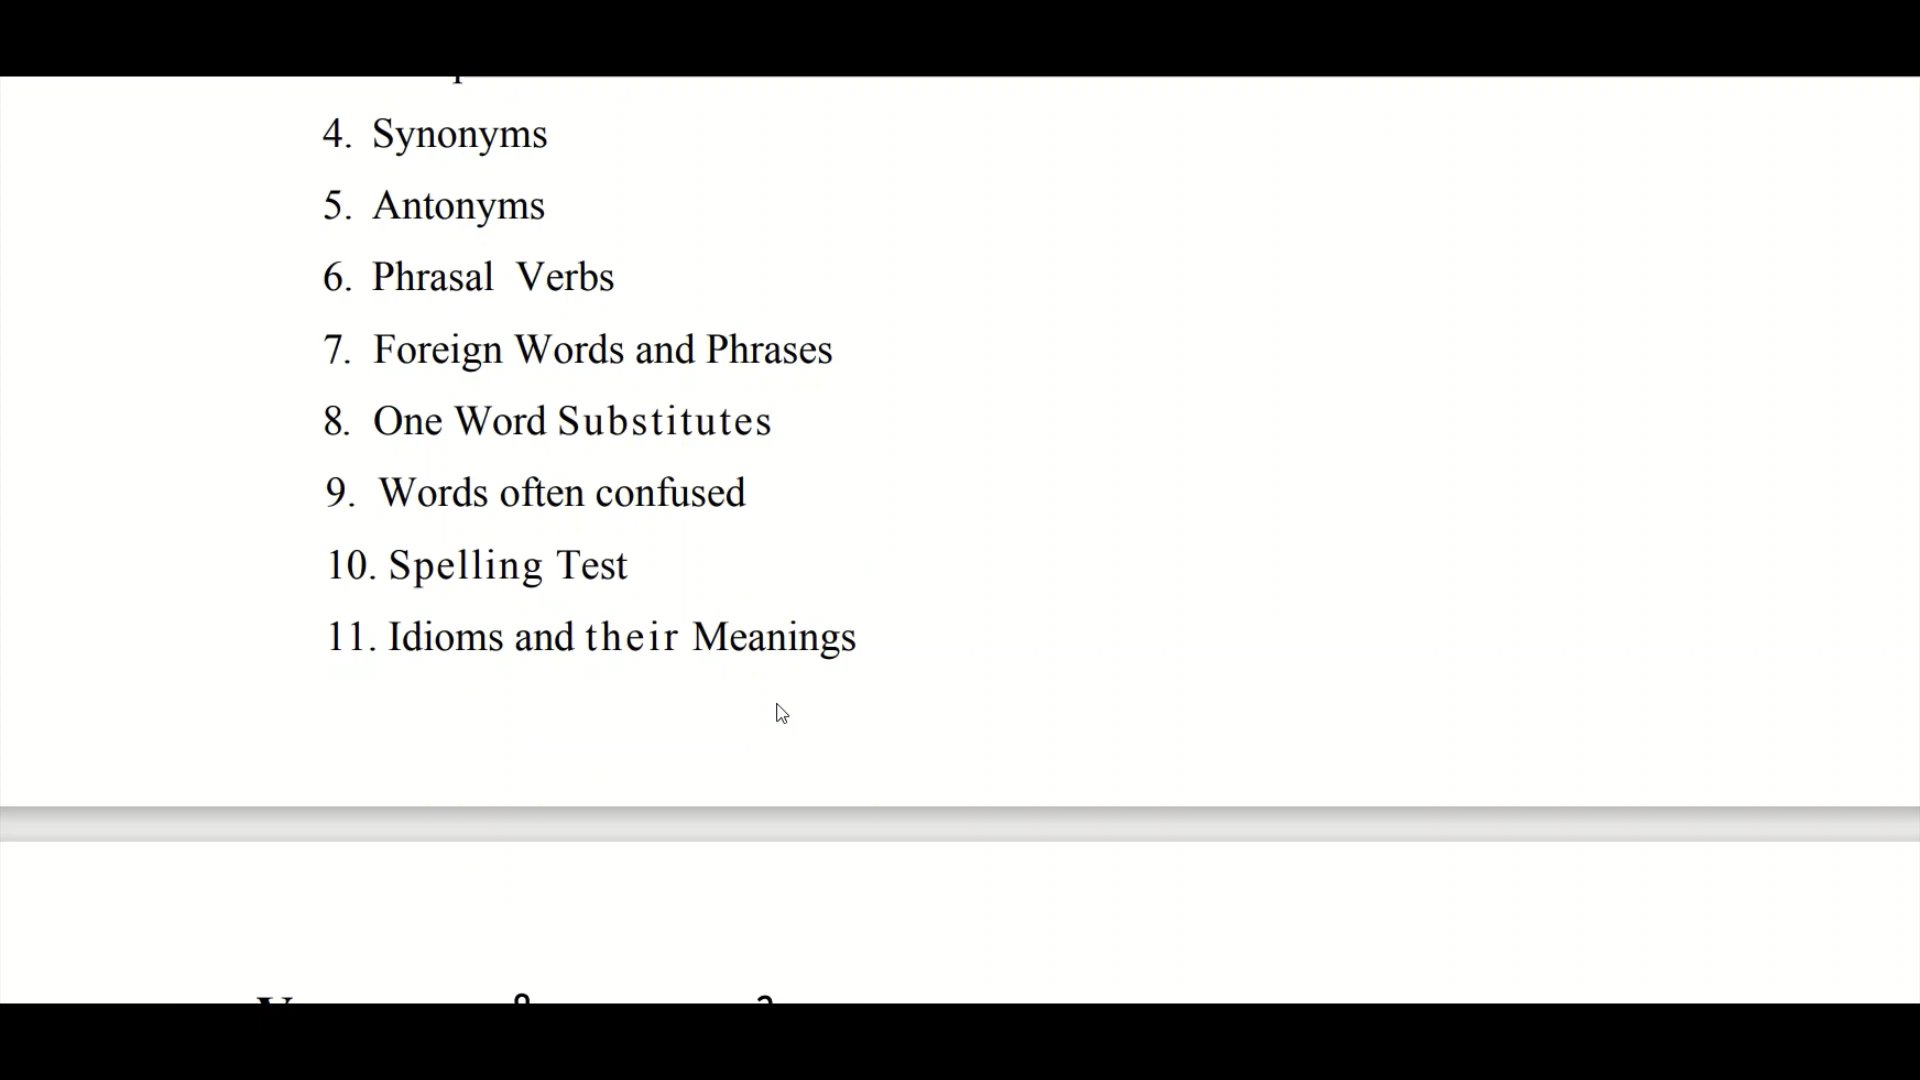 4. Synonyms
5. Antonyms
6. Phrasal Verbs
7. Foreign Words and Phrases
8. One Word Substitutes
9. Words often confused
10. Spelling Test
11. Idioms and their Meanings